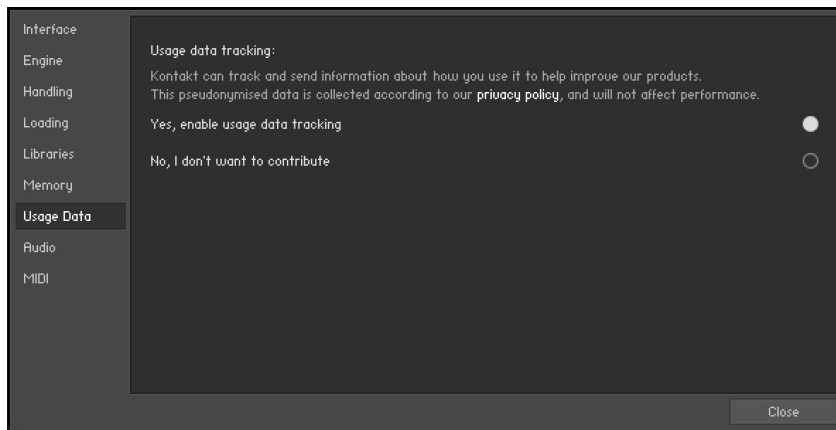 Interface
Engine
Handling
Loading
Libraries
Memory
Usage Data
Audio
MIDI
Usage data tracking:
Kontakt can track and send information about how you use it to help improve our products.
This pseudonymised data is collected according to our privacy policy, and will not affect performance.
Yes, enable usage data tracking
No, I don't want to contribute
Close